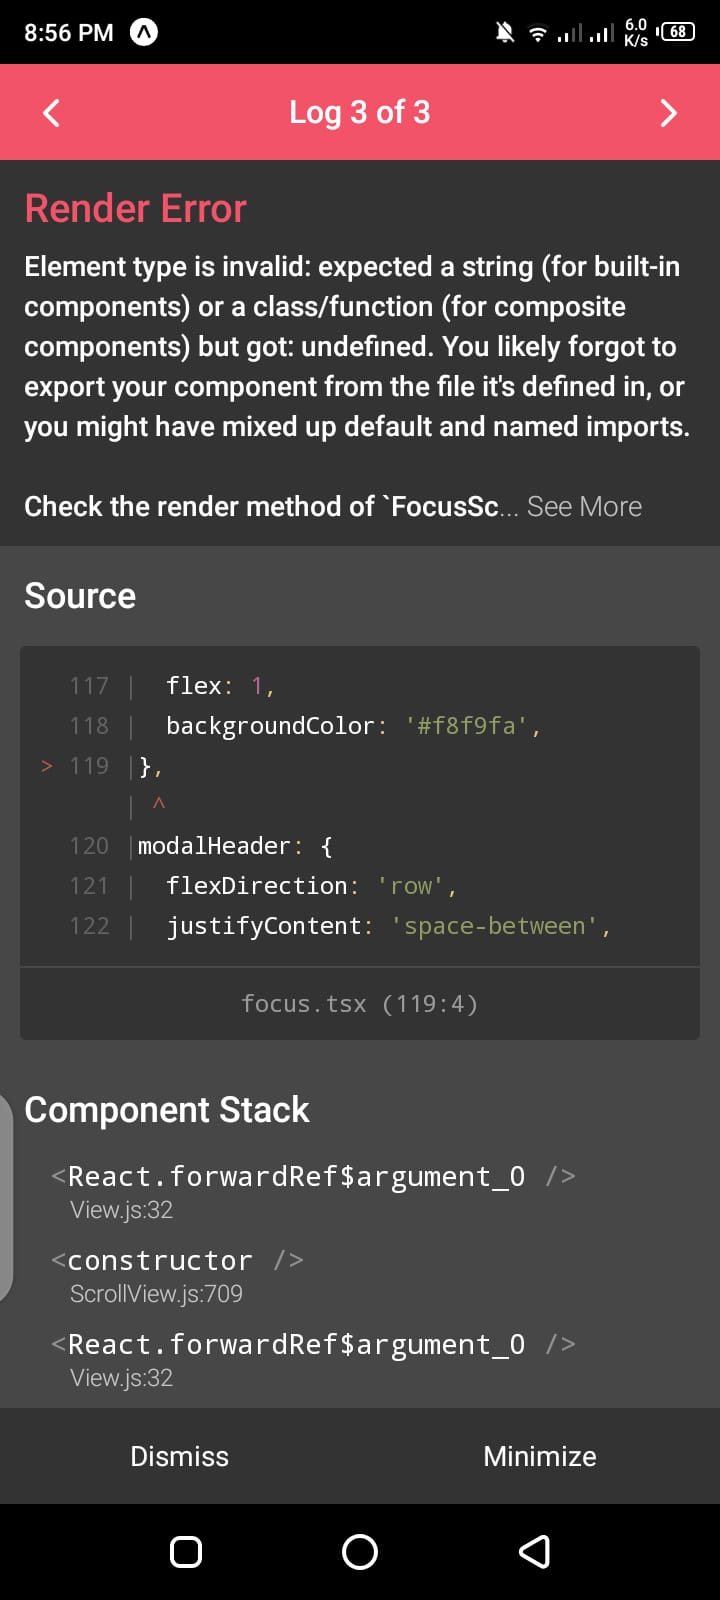 8:56 PM
6.0
K/s
68
Log 3 of 3
Render Error
Element type is invalid: expected a string (for built-in
components) or a class/function (for composite
components) but got: undefined. You likely forgot to
export your component from the file it's defined in, or
you might have mixed up default and named imports.
Check the render method of `FocusSc... See More
Source
117 |  flex: 1,
118 |  backgroundColor: '#f8f9fa',
> 119 |},
| ^
120 |modalHeader: {
121 |  flexDirection: 'row',
122 |  justifyContent: 'space-between',
focus.tsx (119:4)
Component Stack
<React.forwardRef$argument_0 />
View.js:32
<constructor />
ScrollView.js:709
<React.forwardRef$argument_0 />
View.js:32
Dismiss
Minimize